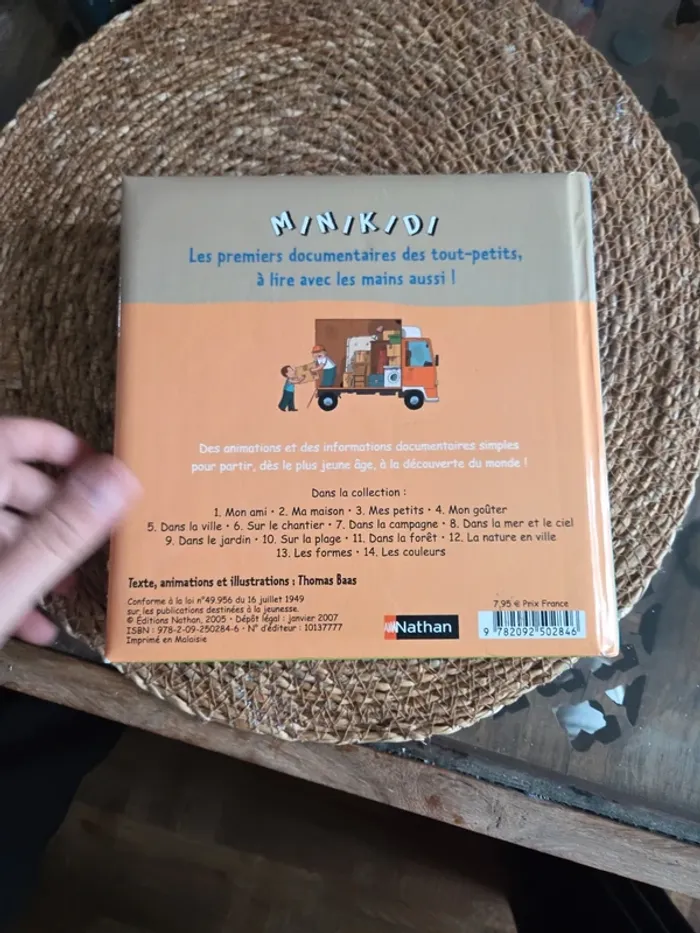 MINIKIDI
Les premiers documentaires des tout-petits,
à lire avec les mains aussi !
Des animations et des informations documentaires simples
pour partir, dès le plus jeune âge, à la découverte du monde !
Dans la collection :
1. Mon ami • 2. Ma maison • 3. Mes petits • 4. Mon goûter
5. Dans la ville • 6. Sur le chantier • 7. Dans la campagne • 8. Dans la mer et le ciel
9. Dans le jardin • 10. Sur la plage • 11. Dans la forêt • 12. La nature en ville
13. Les formes • 14. Les couleurs
Texte, animations et illustrations : Thomas Baas
Conforme à la loi n°49.956 du 16 juillet 1949
sur les publications destinées à la jeunesse.
© Éditions Nathan, 2005 • Dépôt légal : janvier 2007
ISBN : 978-2-09-250284-6 • N° d'éditeur : 10137777
Imprimé en Malaisie
Nathan
7,95 € Prix France
9 782092 502846